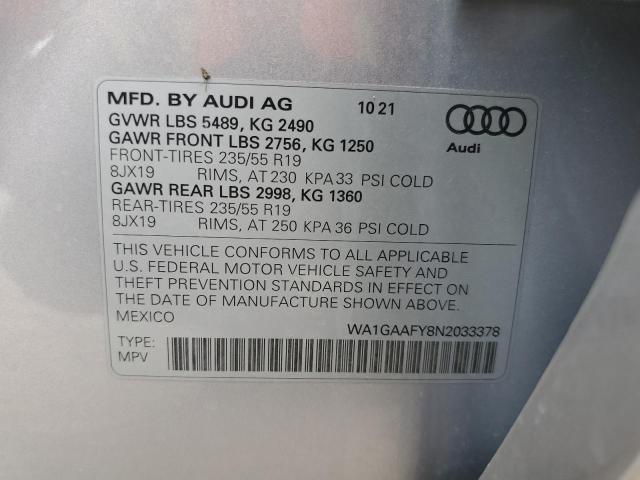 MFD. BY AUDI AG 10 21
GVWR LBS 5489, KG 2490
GAWR FRONT LBS 2756, KG 1250
Audi
FRONT-TIRES 235/55 R19
8JX19 RIMS, AT 230 KPA 33 PSI COLD
GAWR REAR LBS 2998, KG 1360
REAR-TIRES 235/55 R19
8JX19 RIMS, AT 250 KPA 36 PSI COLD
THIS VEHICLE CONFORMS TO ALL APPLICABLE
U.S. FEDERAL MOTOR VEHICLE SAFETY AND
THEFT PREVENTION STANDARDS IN EFFECT ON
THE DATE OF MANUFACTURE SHOWN ABOVE.
MEXICO
WA1GAAFY8N2033378
TYPE:
MPV